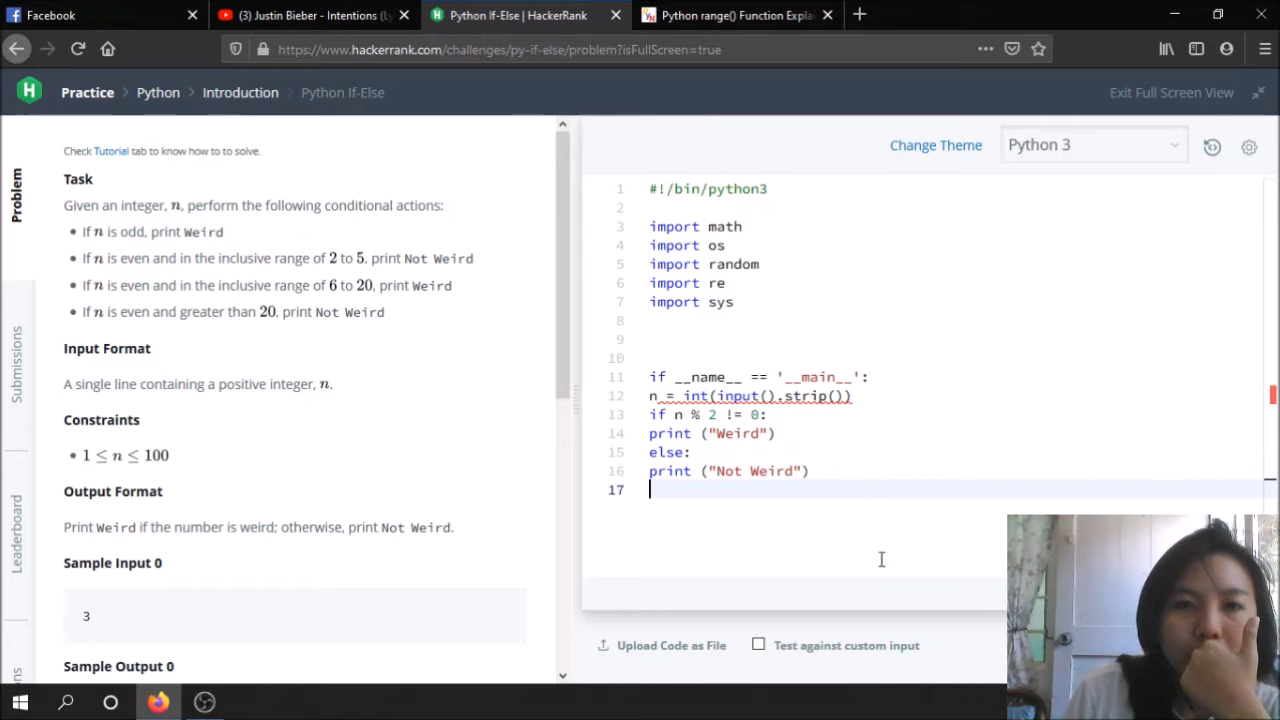 Facebook
(3) Justin Bieber - Intentions (Ly
Python If-Else | HackerRank
Python range() Function Explai
https://www.hackerrank.com/challenges/py-if-else/problem?isFullScreen=true
H
Practice > Python > Introduction > Python If-Else
Exit Full Screen View
Problem
Submissions
Leaderboard
Check Tutorial tab to know how to to solve.
Task
Given an integer, n, perform the following conditional actions:
• If n is odd, print Weird
• If n is even and in the inclusive range of 2 to 5, print Not Weird
• If n is even and in the inclusive range of 6 to 20, print Weird
• If n is even and greater than 20, print Not Weird
Input Format
A single line containing a positive integer, n.
Constraints
• 1 ≤ n ≤ 100
Output Format
Print Weird if the number is weird; otherwise, print Not Weird.
Sample Input 0
3
Sample Output 0
Change Theme
Python 3
1 #!/bin/python3
2
3 import math
4 import os
5 import random
6 import re
7 import sys
8
9
10
11 if __name__ == '__main__':
12 n = int(input().strip())
13 if n % 2 != 0:
14 print ("Weird")
15 else:
16 print ("Not Weird")
17
Upload Code as File
Test against custom input